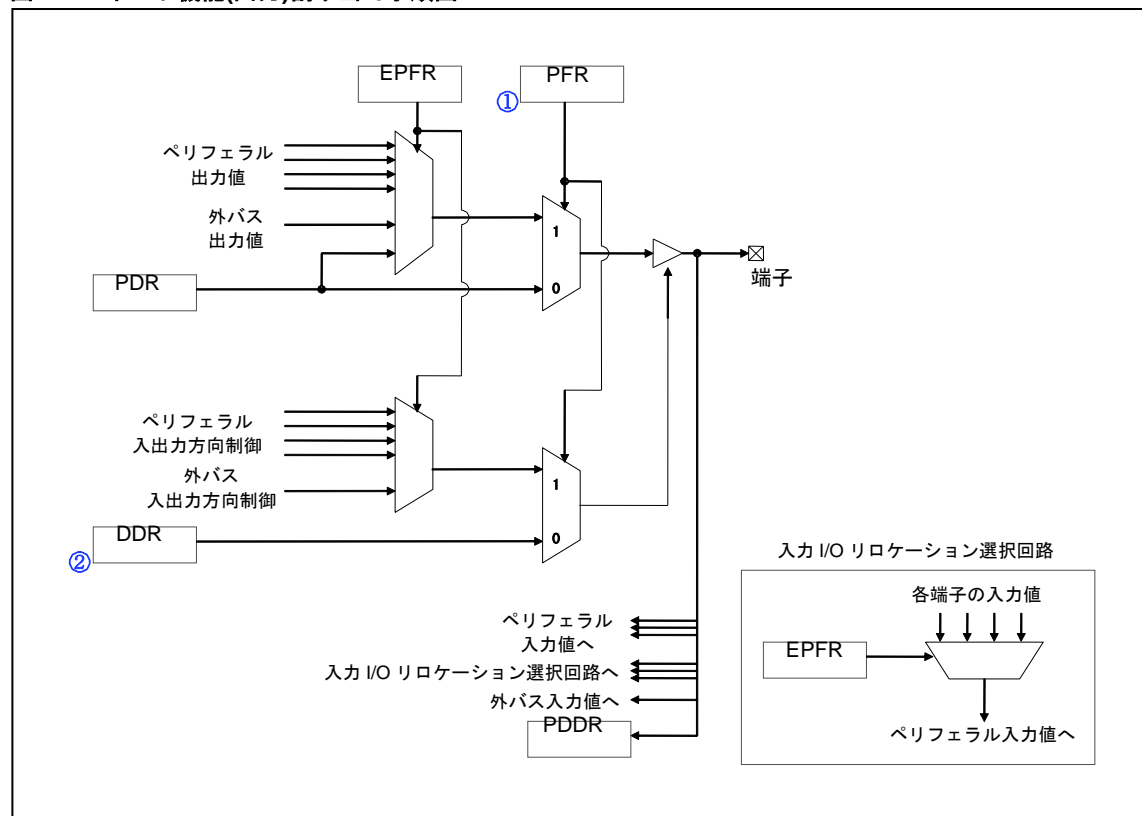 EPFR
PFR
①
ペリフェラル
出力値
外バス
出力値
1
0
PDR
端子
ペリフェラル
入出力方向制御
外バス
入出力方向制御
1
0
DDR
②
入力 I/O リロケーション選択回路
各端子の入力値
EPFR
ペリフェラル入力値へ
ペリフェラル
入力値へ
入力 I/O リロケーション選択回路へ
外バス入力値へ
PDDR